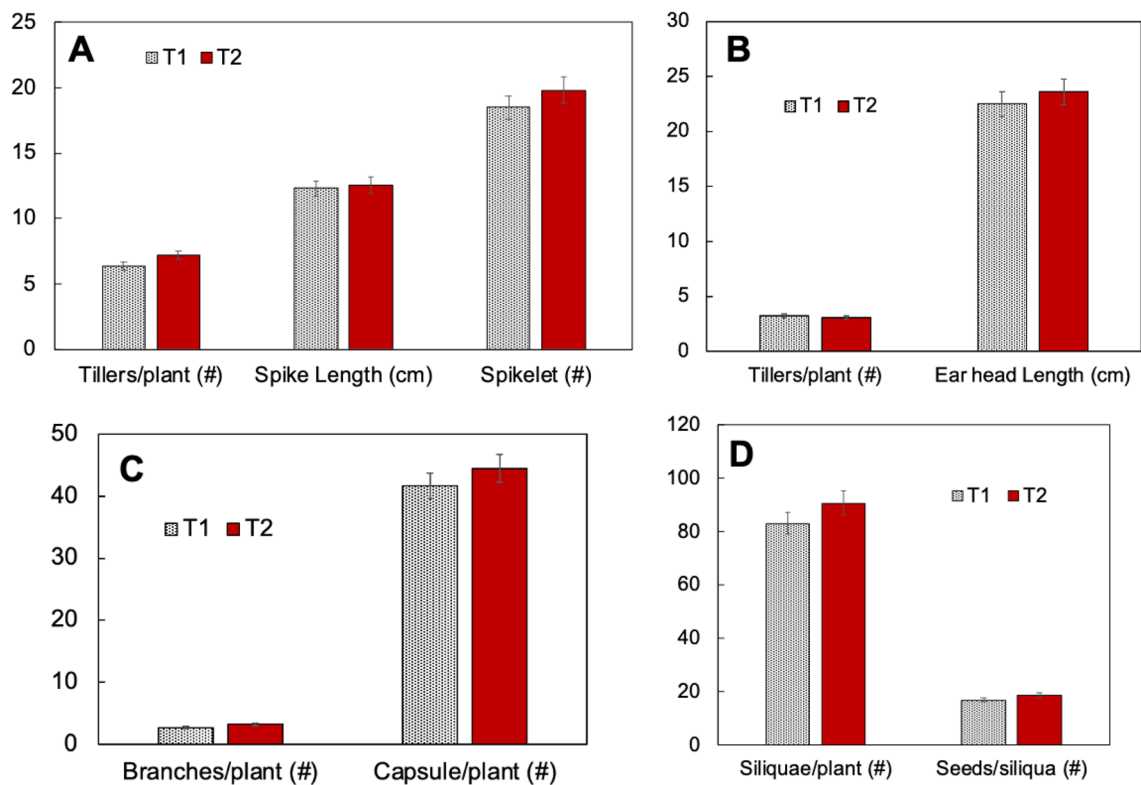 A
T1 T2
25
20
15
10
5
0
Tillers/plant (#) Spike Length (cm) Spikelet (#)
B
T1 T2
30
25
20
15
10
5
0
Tillers/plant (#) Ear head Length (cm)
C
T1 T2
50
40
30
20
10
0
Branches/plant (#) Capsule/plant (#)
D
T1 T2
120
100
80
60
40
20
0
Siliquae/plant (#) Seeds/siliqua (#)